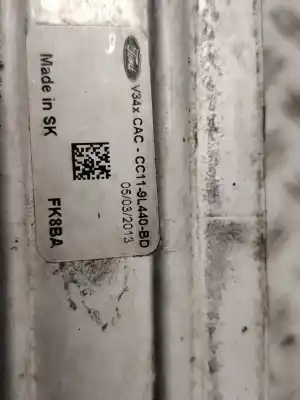 Ford
V34x CAC - CC11-9L440-BD
05/03/2013
Made in SK
FK8BA